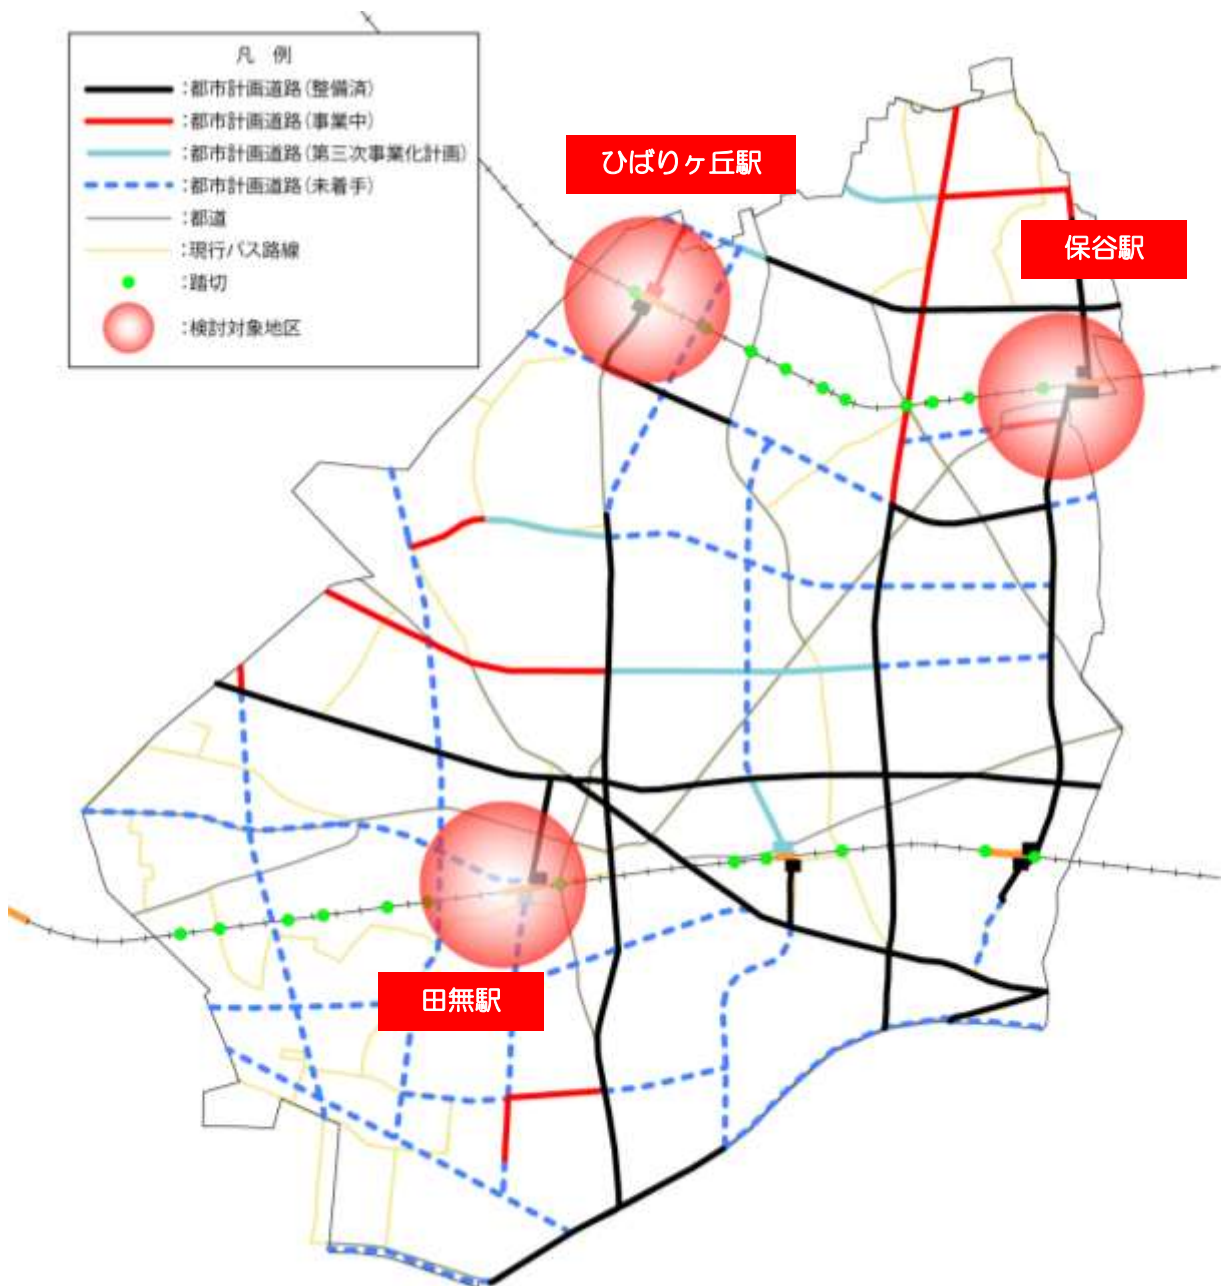 凡 例
:都市計画道路(整備済)
:都市計画道路(事業中)
:都市計画道路(第三次事業化計画)
:都市計画道路(未着手)
:都道
:現行バス路線
:踏切
:検討対象地区
ひばりヶ丘駅
保谷駅
田無駅